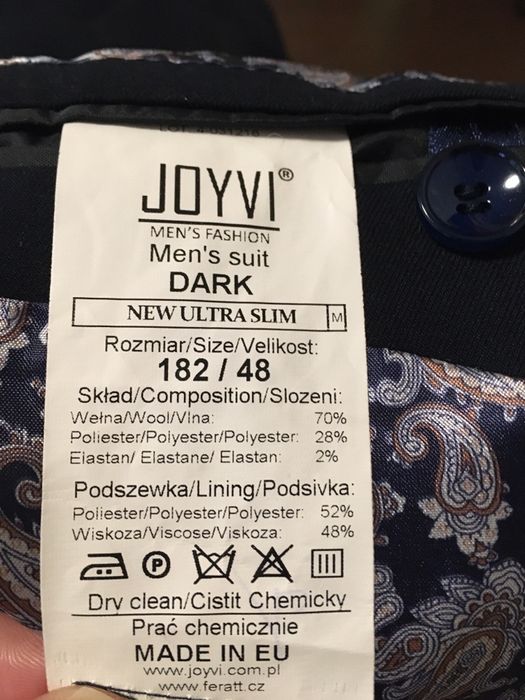 JOYVI®
MEN'S FASHION
Men's suit
DARK
NEW ULTRA SLIM M
Rozmiar/Size/Velikost:
182 / 48
Skład/Composition/Slozeni:
Wełna/Wool/Vlna: 70%
Poliester/Polyester/Polyester: 28%
Elastan/ Elastane/ Elastan: 2%
Podszewka/Lining/Podsivka:
Poliester/Polyester/Polyester: 52%
Wiskoza/Viscose/Viskoza: 48%
P
Dry clean/Cistit Chemicky
Prać chemicznie
MADE IN EU
www.joyvi.com.pl
www.feratt.cz